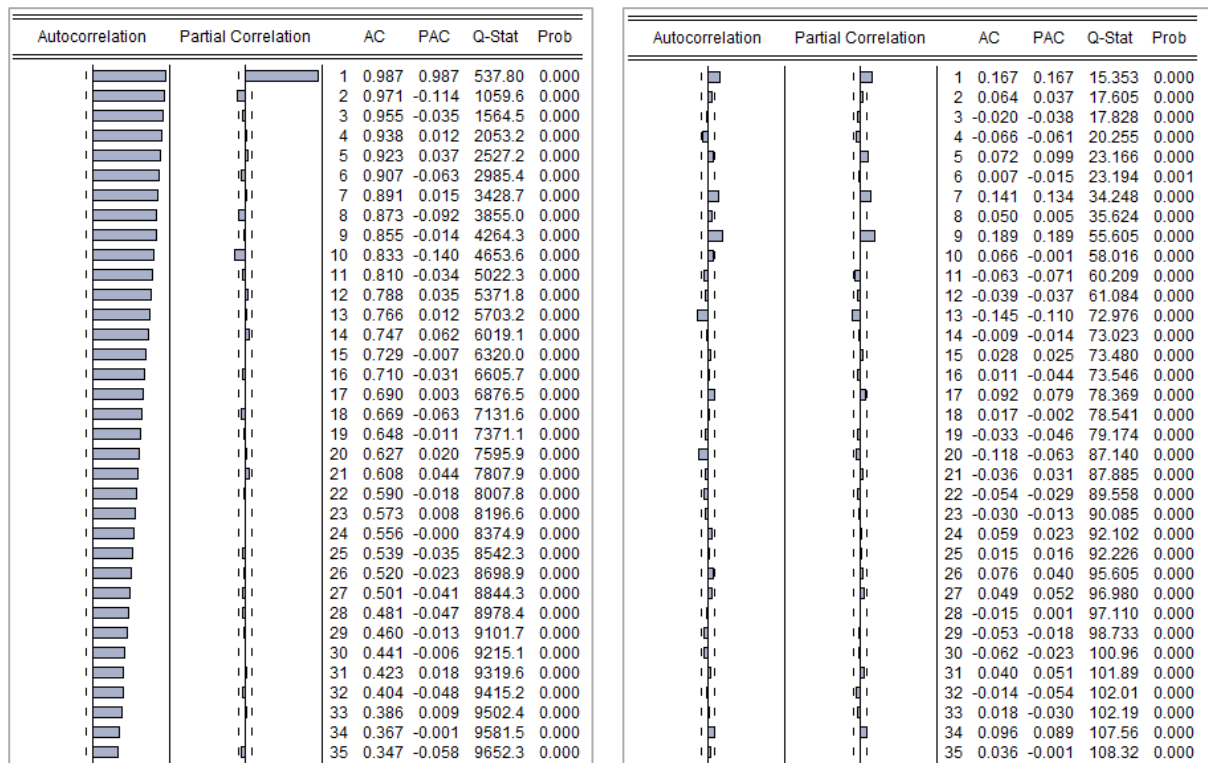 Autocorrelation Partial Correlation AC PAC Q-Stat Prob
1 0.987 0.987 537.80 0.000
2 0.971 -0.114 1059.6 0.000
3 0.955 -0.035 1564.5 0.000
4 0.938 0.012 2053.2 0.000
5 0.923 0.037 2527.2 0.000
6 0.907 -0.063 2985.4 0.000
7 0.891 0.015 3428.7 0.000
8 0.873 -0.092 3855.0 0.000
9 0.855 -0.014 4264.3 0.000
10 0.833 -0.140 4653.6 0.000
11 0.810 -0.034 5022.3 0.000
12 0.788 0.035 5371.8 0.000
13 0.766 0.012 5703.2 0.000
14 0.747 0.062 6019.1 0.000
15 0.729 -0.007 6320.0 0.000
16 0.710 -0.031 6605.7 0.000
17 0.690 0.003 6876.5 0.000
18 0.669 -0.063 7131.6 0.000
19 0.648 -0.011 7371.1 0.000
20 0.627 0.020 7595.9 0.000
21 0.608 0.044 7807.9 0.000
22 0.590 -0.018 8007.8 0.000
23 0.573 0.008 8196.6 0.000
24 0.556 -0.000 8374.9 0.000
25 0.539 -0.035 8542.3 0.000
26 0.520 -0.023 8698.9 0.000
27 0.501 -0.041 8844.3 0.000
28 0.481 -0.047 8978.4 0.000
29 0.460 -0.013 9101.7 0.000
30 0.441 -0.006 9215.1 0.000
31 0.423 0.018 9319.6 0.000
32 0.404 -0.048 9415.2 0.000
33 0.386 0.009 9502.4 0.000
34 0.367 -0.001 9581.5 0.000
35 0.347 -0.058 9652.3 0.000
Autocorrelation Partial Correlation AC PAC Q-Stat Prob
1 0.167 0.167 15.353 0.000
2 0.064 0.037 17.605 0.000
3 -0.020 -0.038 17.828 0.000
4 -0.066 -0.061 20.255 0.000
5 0.072 0.099 23.166 0.000
6 0.007 -0.015 23.194 0.001
7 0.141 0.134 34.248 0.000
8 0.050 0.005 35.624 0.000
9 0.189 0.189 55.605 0.000
10 0.066 -0.001 58.016 0.000
11 -0.063 -0.071 60.209 0.000
12 -0.039 -0.037 61.084 0.000
13 -0.145 -0.110 72.976 0.000
14 -0.009 -0.014 73.023 0.000
15 0.028 0.025 73.480 0.000
16 0.011 -0.044 73.546 0.000
17 0.092 0.079 78.369 0.000
18 0.017 -0.002 78.541 0.000
19 -0.033 -0.046 79.174 0.000
20 -0.118 -0.063 87.140 0.000
21 -0.036 0.031 87.885 0.000
22 -0.054 -0.029 89.558 0.000
23 -0.030 -0.013 90.085 0.000
24 0.059 0.023 92.102 0.000
25 0.015 0.016 92.226 0.000
26 0.076 0.040 95.605 0.000
27 0.049 0.052 96.980 0.000
28 -0.015 0.001 97.110 0.000
29 -0.053 -0.018 98.733 0.000
30 -0.062 -0.023 100.96 0.000
31 0.040 0.051 101.89 0.000
32 -0.014 -0.054 102.01 0.000
33 0.018 -0.030 102.19 0.000
34 0.096 0.089 107.56 0.000
35 0.036 -0.001 108.32 0.000